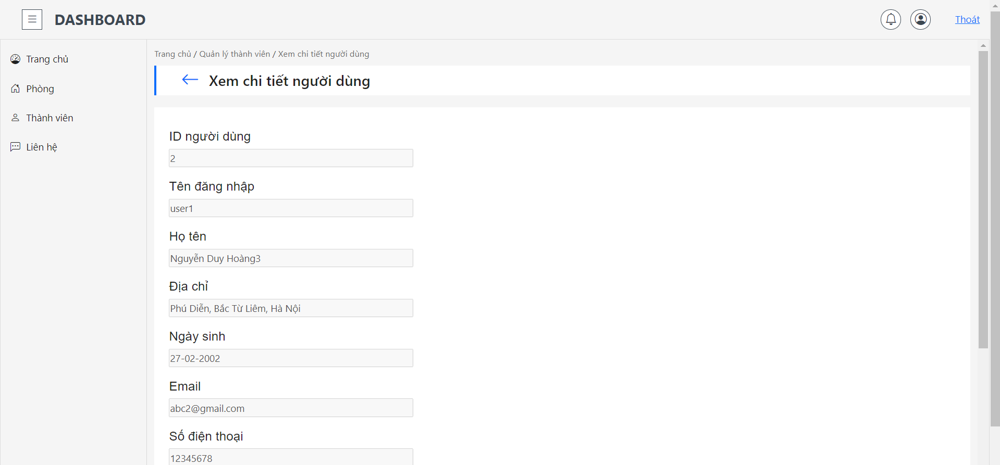 DASHBOARD
Thoát
Trang chủ
Phòng
Thành viên
Liên hệ
Trang chủ / Quản lý thành viên / Xem chi tiết người dùng
Xem chi tiết người dùng
ID người dùng
2
Tên đăng nhập
user1
Họ tên
Nguyễn Duy Hoàng3
Địa chỉ
Phú Diễn, Bắc Từ Liêm, Hà Nội
Ngày sinh
27-02-2002
Email
abc2@gmail.com
Số điện thoại
12345678